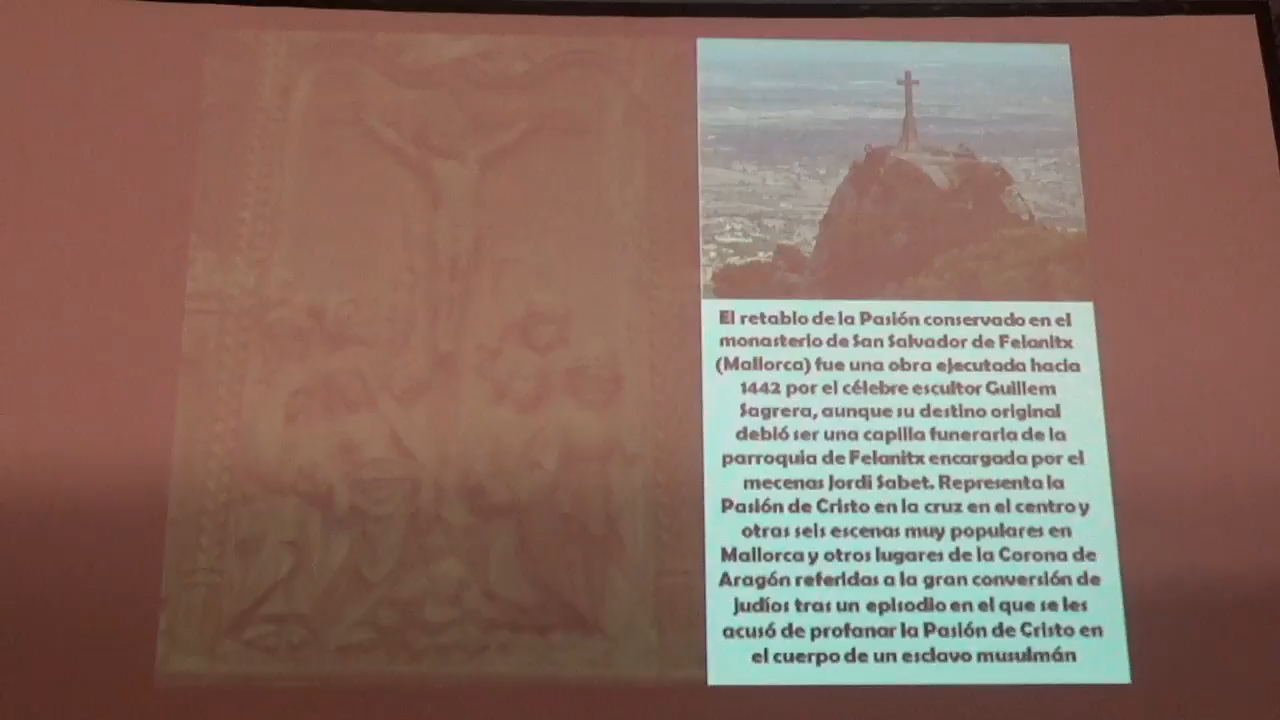 El retablo de la Pasión conservado en el
monasterio de San Salvador de Felanitx
(Mallorca) fue una obra ejecutada hacia
1442 por el célebre escultor Guillem
Sagrera, aunque su destino original
debió ser una capilla funeraria de la
parroquia de Felanitx encargada por el
mecenas Jordi Sabet. Representa la
Pasión de Cristo en la cruz en el centro y
otras seis escenas muy populares en
Mallorca y otros lugares de la Corona de
Aragón referidas a la gran conversión de
judíos tras un episodio en el que se les
acusó de profanar la Pasión de Cristo en
el cuerpo de un esclavo musulmán